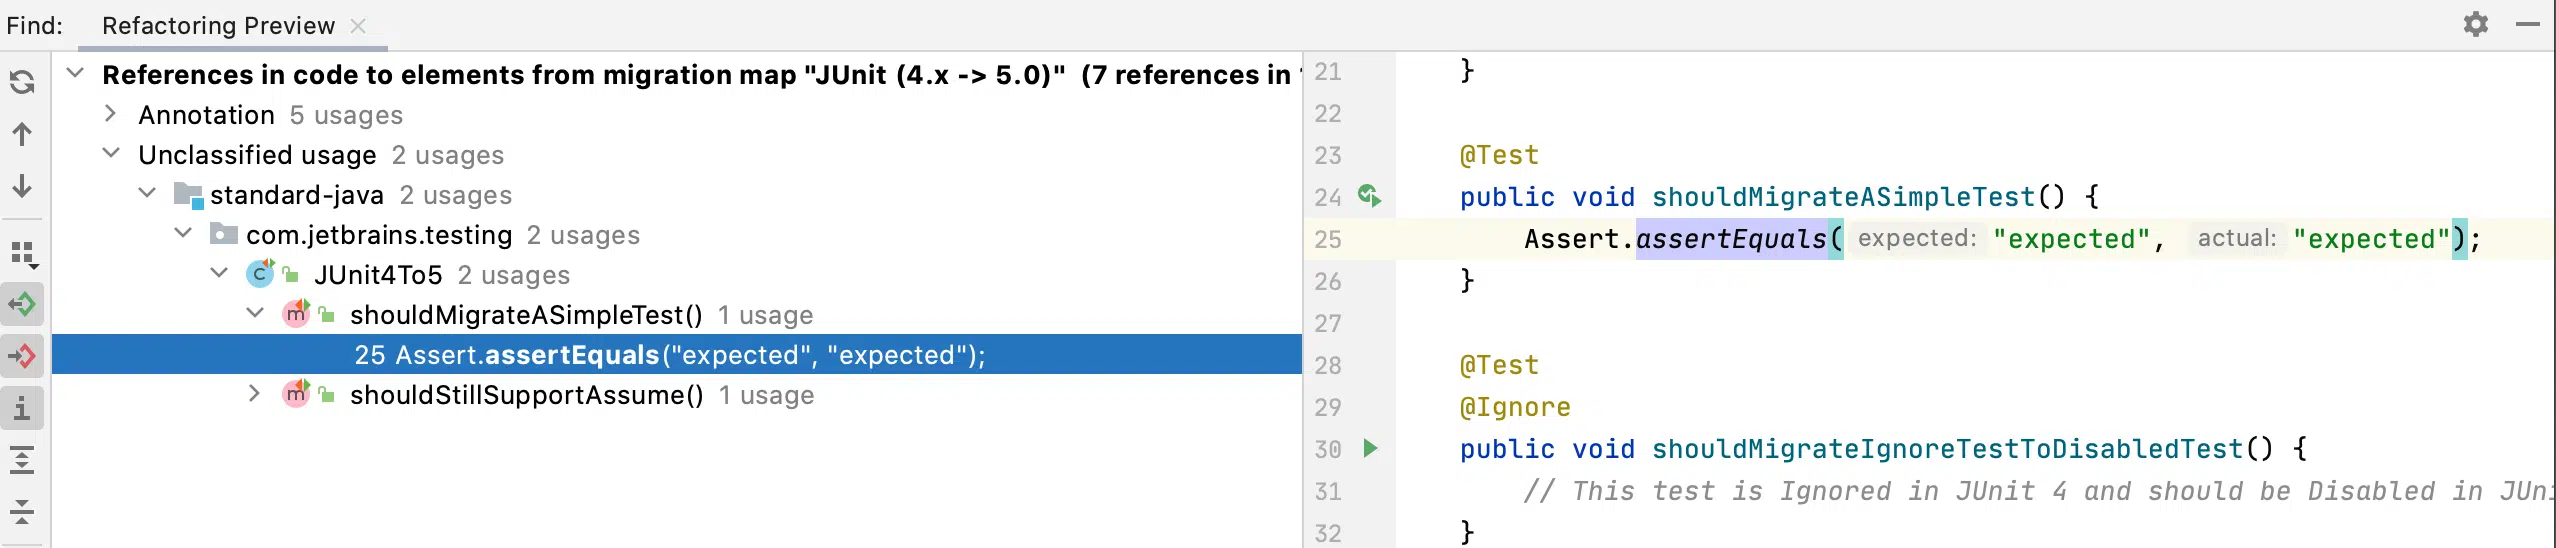 Find: Refactoring Preview
References in code to elements from migration map "JUnit (4.x -> 5.0)" (7 references in
Annotation 5 usages
Unclassified usage 2 usages
standard-java 2 usages
com.jetbrains.testing 2 usages
JUnit4To5 2 usages
shouldMigrateASimpleTest() 1 usage
25 Assert.assertEquals("expected", "expected");
shouldStillSupportAssume() 1 usage
21 }
22
23 @Test
24 public void shouldMigrateASimpleTest() {
25 Assert.assertEquals( expected: "expected", actual: "expected");
26 }
27
28 @Test
29 @Ignore
30 public void shouldMigrateIgnoreTestToDisabledTest() {
31 // This test is Ignored in JUnit 4 and should be Disabled in JUni
32 }